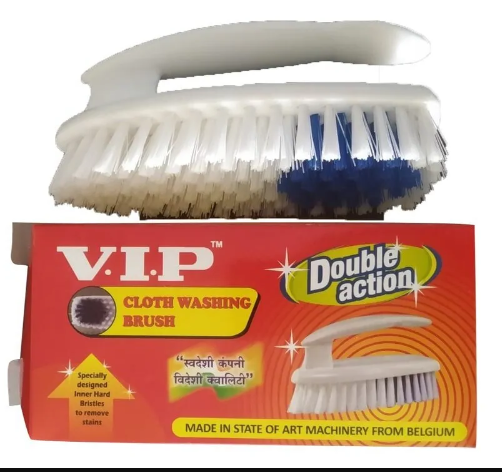 V.I.P™
CLOTH WASHING
BRUSH
Double
action
Specially
designed
Inner Hard
Bristles
to remove
stains
“स्वदेशी कंपनी
विदेशी क्वालिटी”
MADE IN STATE OF ART MACHINERY FROM BELGIUM